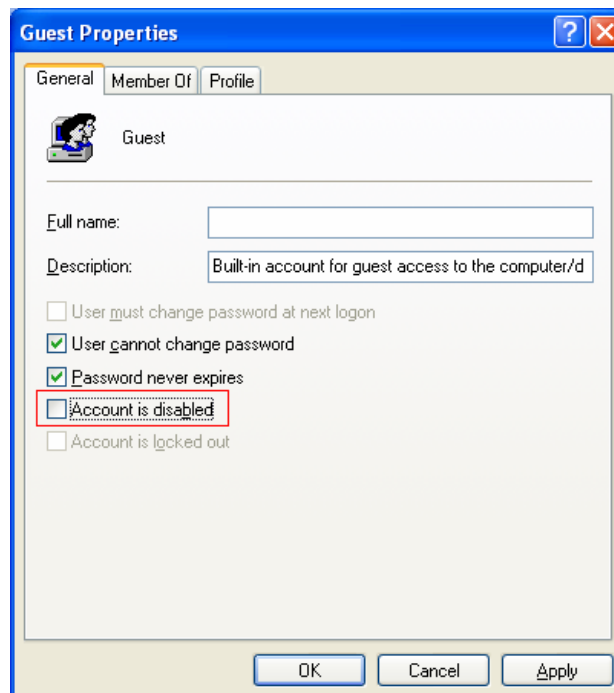 Guest Properties
General Member Of Profile
Guest
Full name:
Description: Built-in account for guest access to the computer/d
User must change password at next logon
User cannot change password
Password never expires
Account is disabled
Account is locked out
OK Cancel Apply